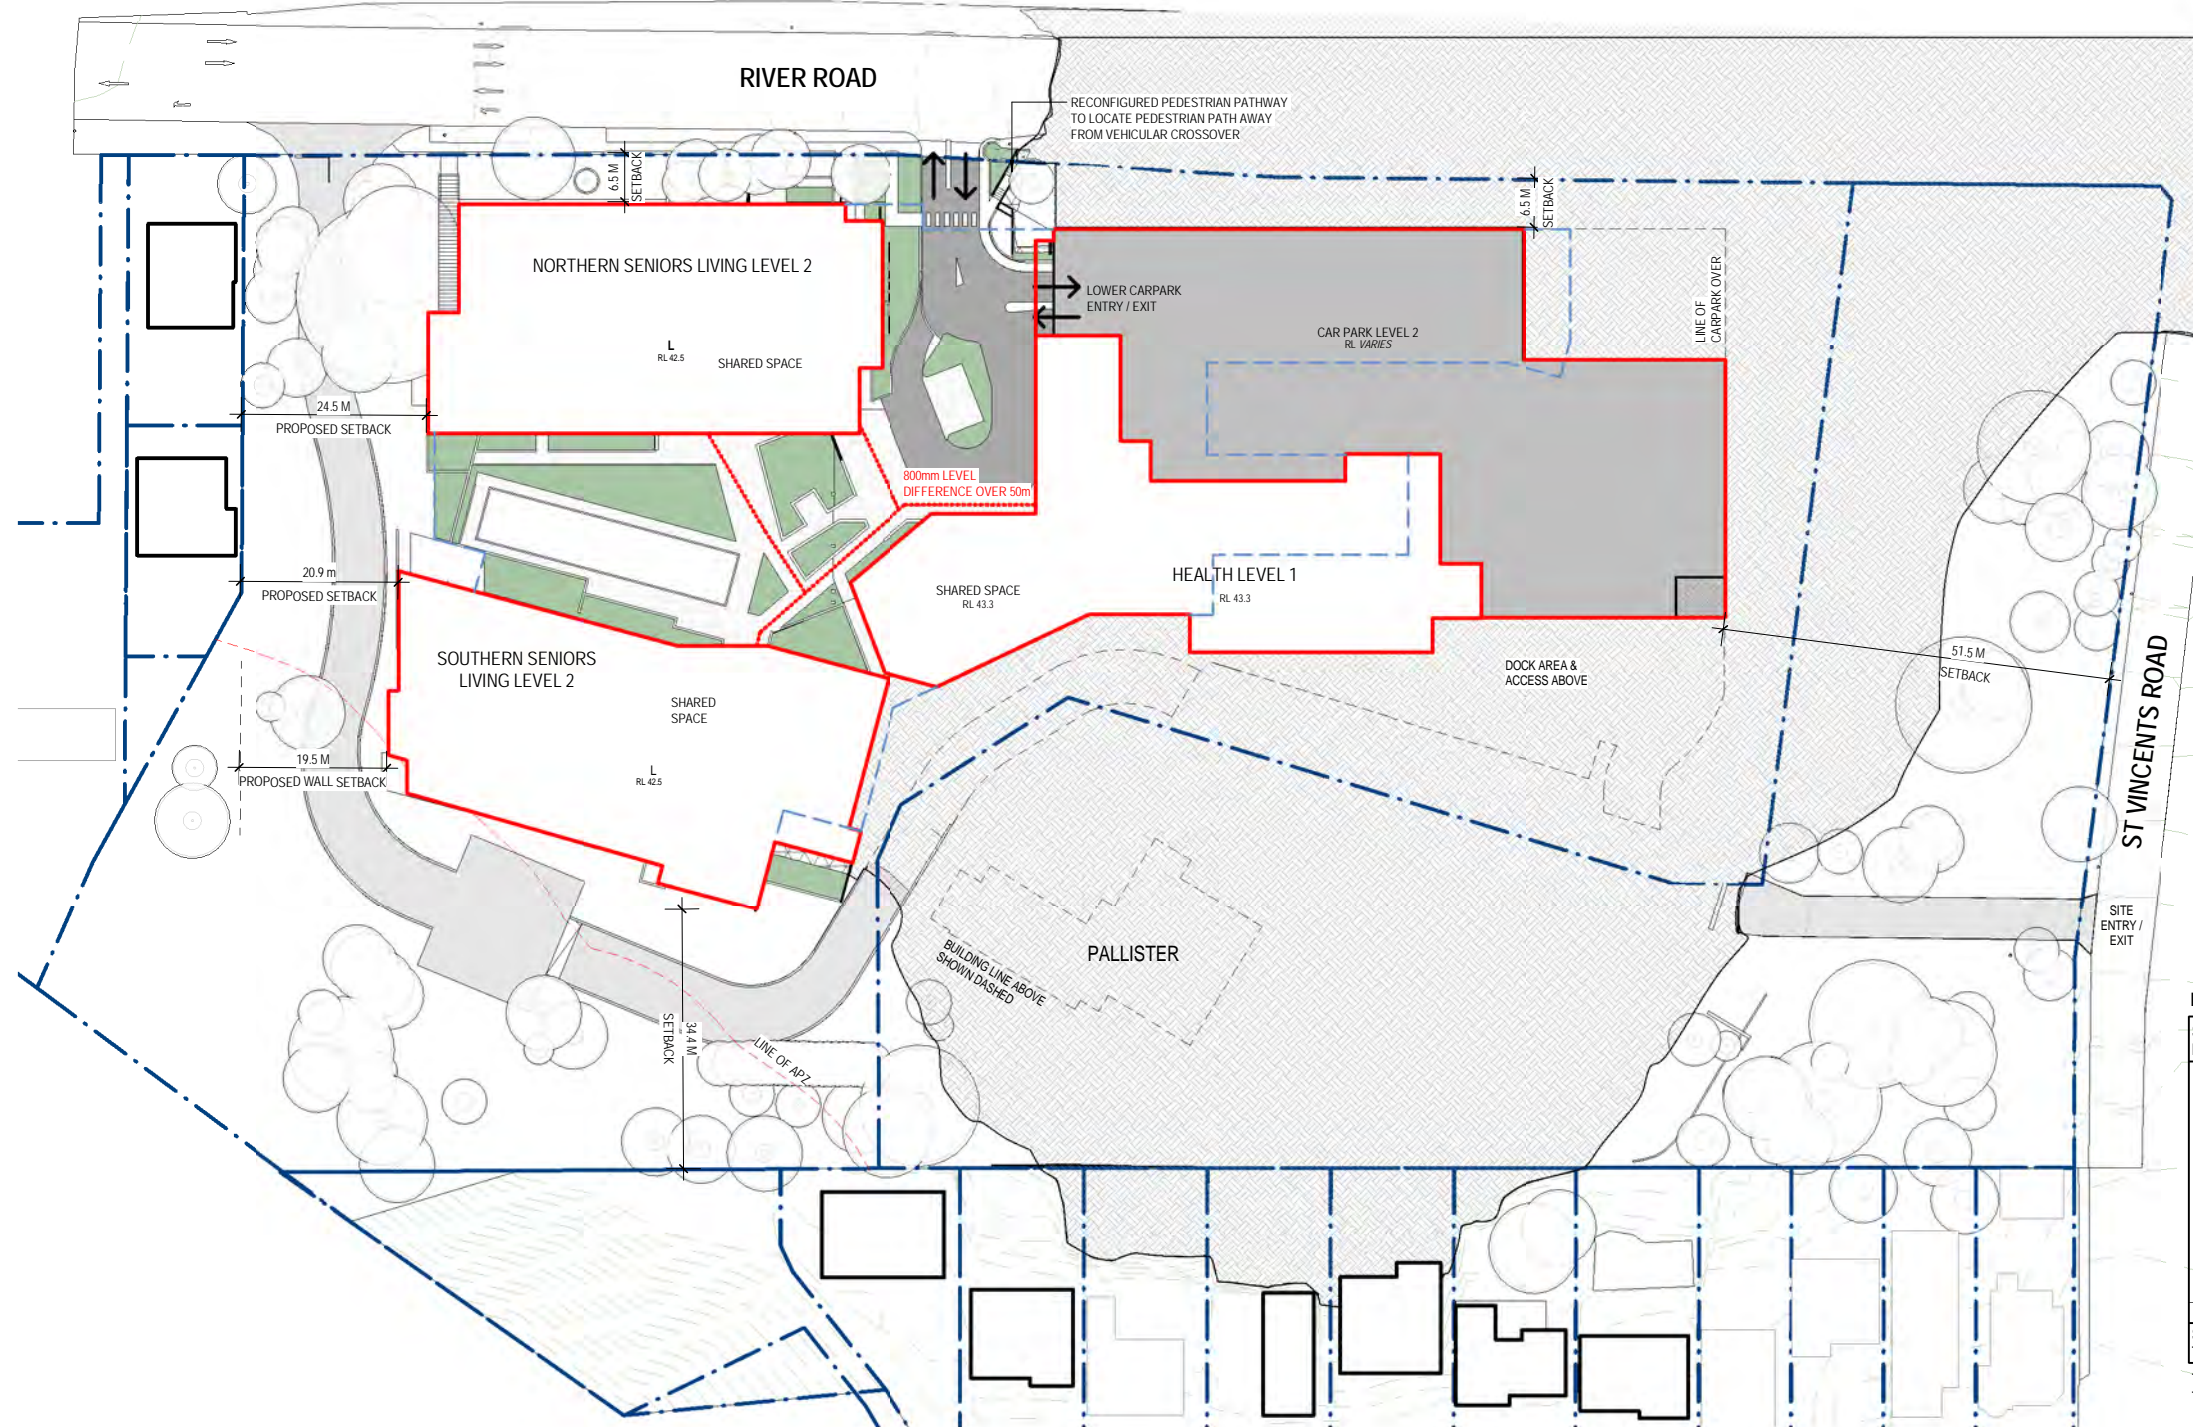 RIVER ROAD
RECONFIGURED PEDESTRIAN PATHWAY
TO LOCATE PEDESTRIAN PATH AWAY
FROM VEHICULAR CROSSOVER
6.5 M
SETBACK
6.5 M
SETBACK
NORTHERN SENIORS LIVING LEVEL 2
L
RL 42.5
SHARED SPACE
LOWER CARPARK
ENTRY / EXIT
CAR PARK LEVEL 2
RL VARIES
LINE OF
CARPARK OVER
24.5 M
PROPOSED SETBACK
800mm LEVEL
DIFFERENCE OVER 50m
20.9 m
PROPOSED SETBACK
SHARED SPACE
RL 43.3
HEALTH LEVEL 1
RL 43.3
SOUTHERN SENIORS
LIVING LEVEL 2
SHARED
SPACE
L
RL 42.5
19.5 M
PROPOSED WALL SETBACK
DOCK AREA &
ACCESS ABOVE
51.5 M
SETBACK
ST VINCENTS ROAD
SITE
ENTRY /
EXIT
PALLISTER
BUILDING LINE ABOVE
SHOWN DASHED
34.4 M
SETBACK
LINE OF APZ